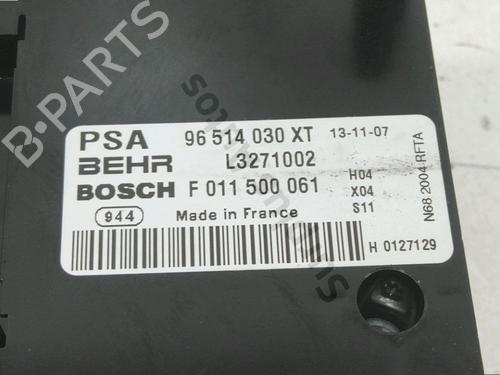 B-PARTS
PSA 96 514 030 XT 13-11-07
BEHR L3271002
BOSCH F 011 500 061
H04
X04
S11
944 Made in France
H 0127129
N68 2004-RFTA